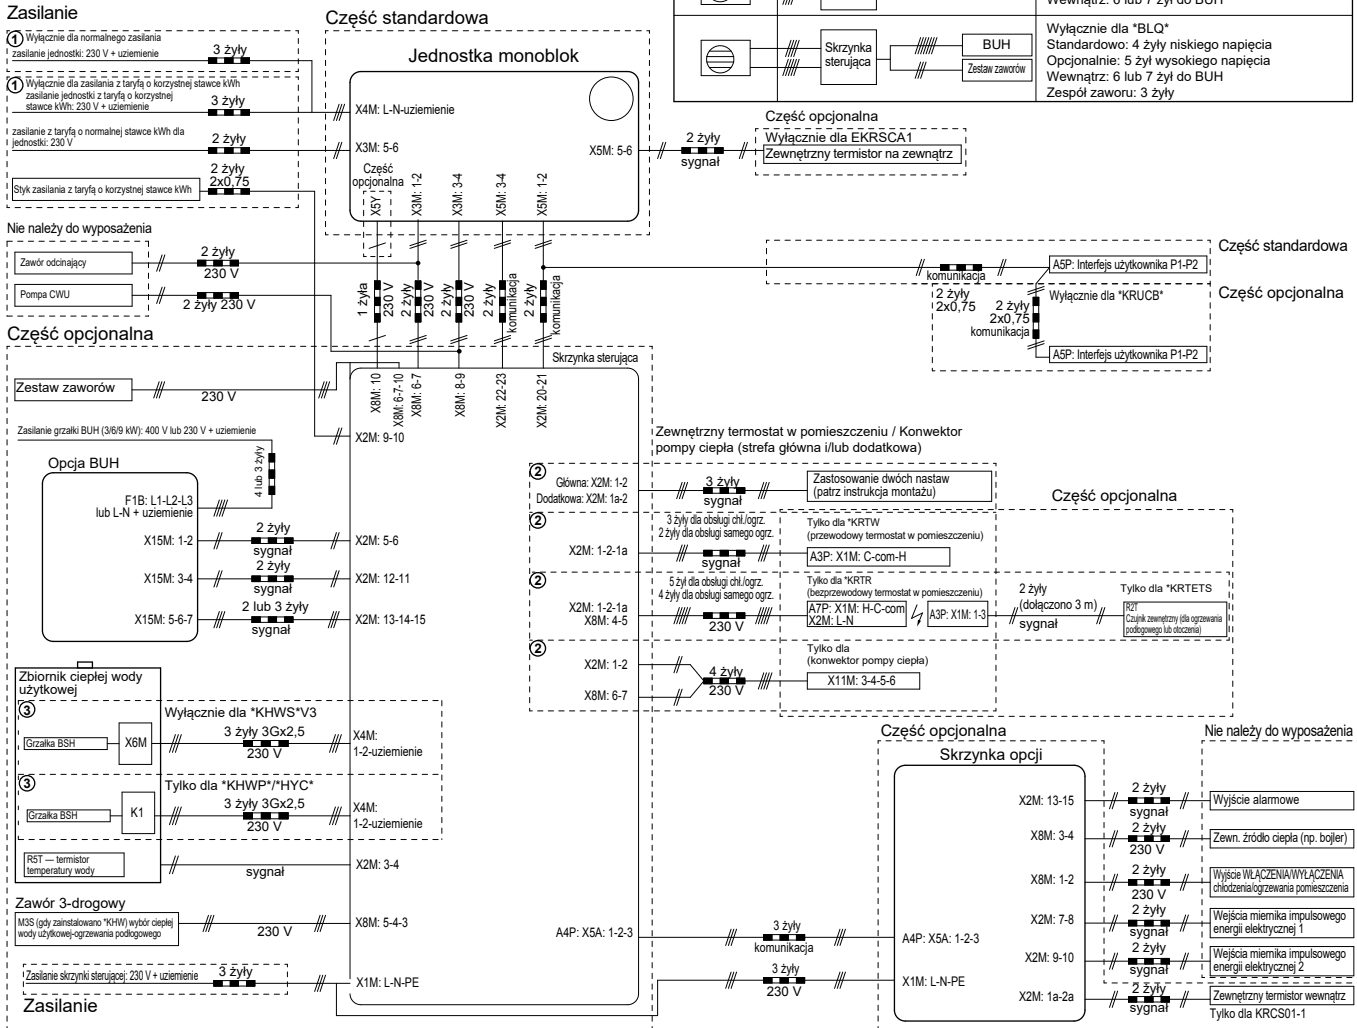 Wewnątrz: 6 lub 7 żył do BUH
Skrzynka
sterująca
BUH
Zestaw zaworów
Wyłącznie dla *BLQ*
Standardowo: 4 żyły niskiego napięcia
Opcjonalnie: 5 żył wysokiego napięcia
Wewnątrz: 6 lub 7 żył do BUH
Zespół zaworu: 3 żyły
Zasilanie
1 Wyłącznie dla normalnego zasilania
zasilanie jednostki: 230 V + uziemienie
3 żyły
1 Wyłącznie dla zasilania z taryfą o korzystnej stawce kWh
zasilanie jednostki z taryfą o korzystnej
stawce kWh: 230 V + uziemienie
3 żyły
zasilanie z taryfą o normalnej stawce kWh dla
jednostki: 230 V
2 żyły
Styk zasilania z taryfą o korzystnej stawce kWh
2 żyły
2x0,75
Część standardowa
Jednostka monoblok
X4M: L-N-uziemienie
X3M: 5-6
X5M: 5-6
Część
opcjonalna
X5Y
X3M: 1-2
X3M: 3-4
X5M: 3-4
X5M: 1-2
2 żyły
sygnał
Część opcjonalna
Wyłącznie dla EKRSCA1
Zewnętrzny termistor na zewnątrz
Nie należy do wyposażenia
Zawór odcinający
2 żyły
230 V
Pompa CWU
2 żyły 230 V
1 żyła
230 V
2 żyły
230 V
2 żyły
230 V
2 żyły
komunikacja
2 żyły
komunikacja
Część standardowa
komunikacja
2 żyły
2x0,75
A5P: Interfejs użytkownika P1-P2
Część opcjonalna
Wyłącznie dla *KRUCB*
2 żyły
2x0,75
komunikacja
A5P: Interfejs użytkownika P1-P2
Część opcjonalna
Skrzynka sterująca
Zestaw zaworów
230 V
X8M: 10
X8M: 6-7-10
X8M: 6-7
X8M: 8-9
X2M: 22-23
X2M: 20-21
Zasilanie grzałki BUH (3/6/9 kW): 400 V lub 230 V + uziemienie
4 lub 3 żyły
X2M: 9-10
Opcja BUH
F1B: L1-L2-L3
lub L-N + uziemienie
X15M: 1-2
2 żyły
sygnał
X2M: 5-6
X15M: 3-4
2 żyły
sygnał
X2M: 12-11
X15M: 5-6-7
2 lub 3 żyły
sygnał
X2M: 13-14-15
Zewnętrzny termostat w pomieszczeniu / Konwektor
pompy ciepła (strefa główna i/lub dodatkowa)
2
Główna: X2M: 1-2
Dodatkowa: X2M: 1a-2
3 żyły
sygnał
Zastosowanie dwóch nastaw
(patrz instrukcja montażu)
Część opcjonalna
2
X2M: 1-2-1a
3 żyły dla obsługi chł./ogrz.
2 żyły dla obsługi samego ogrz.
sygnał
Tylko dla *KRTW
(przewodowy termostat w pomieszczeniu)
A3P: X1M: C-com-H
2
X2M: 1-2-1a
X8M: 4-5
5 żył dla obsługi chł./ogrz.
4 żyły dla obsługi samego ogrz.
230 V
Tylko dla *KRTR
(bezprzewodowy termostat w pomieszczeniu)
A7P: X1M: H-C-com
X2M: L-N
A3P: X1M: 1-3
2 żyły
(dołączono 3 m)
sygnał
Tylko dla *KRTETS
R2T
Czujnik zewnętrzny (dla ogrzewania
podłogowego lub otoczenia)
2
X2M: 1-2
X8M: 6-7
4 żyły
230 V
Tylko dla
(konwektor pompy ciepła)
X11M: 3-4-5-6
Zbiornik ciepłej wody
użytkowej
3
Wyłącznie dla *KHWS*V3
Grzałka BSH
X6M
3 żyły 3Gx2,5
230 V
X4M:
1-2-uziemienie
3
Tylko dla *KHWP*/*HYC*
Grzałka BSH
K1
3 żyły 3Gx2,5
230 V
X4M:
1-2-uziemienie
R5T — termistor
temperatury wody
sygnał
X2M: 3-4
Zawór 3-drogowy
M3S (gdy zainstalowano *KHW) wybór ciepłej
wody użytkowej-ogrzewania podłogowego
230 V
X8M: 5-4-3
Zasilanie skrzynki sterującej: 230 V + uziemienie
3 żyły
X1M: L-N-PE
Zasilanie
A4P: X5A: 1-2-3
3 żyły
komunikacja
3 żyły
230 V
Część opcjonalna
Skrzynka opcji
A4P: X5A: 1-2-3
X1M: L-N-PE
Nie należy do wyposażenia
X2M: 13-15
2 żyły
sygnał
Wyjście alarmowe
X8M: 3-4
2 żyły
230 V
Zewn. źródło ciepła (np. bojler)
X8M: 1-2
2 żyły
230 V
Wyjście WŁĄCZENIA/WYŁĄCZENIA
chłodzenia/ogrzewania pomieszczenia
X2M: 7-8
2 żyły
sygnał
Wejścia miernika impulsowego
energii elektrycznej 1
X2M: 9-10
2 żyły
sygnał
Wejścia miernika impulsowego
energii elektrycznej 2
X2M: 1a-2a
2 żyły
sygnał
Zewnętrzny termistor wewnątrz
Tylko dla KRCS01-1